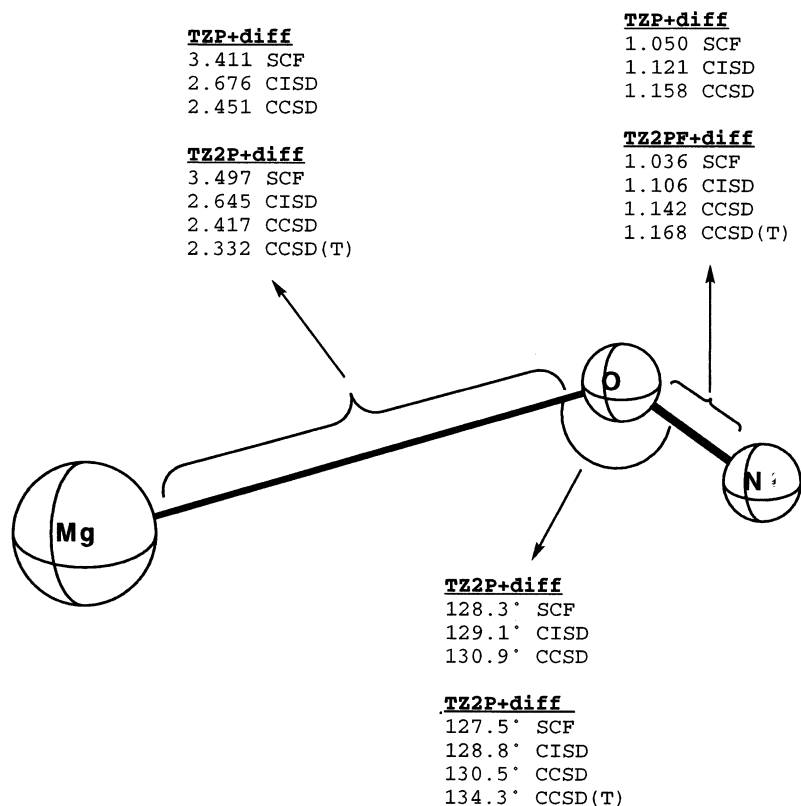 TZP+diff
3.411 SCF
2.676 CISD
2.451 CCSD
TZ2P+diff
3.497 SCF
2.645 CISD
2.417 CCSD
2.332 CCSD(T)
TZP+diff
1.050 SCF
1.121 CISD
1.158 CCSD
TZ2PF+diff
1.036 SCF
1.106 CISD
1.142 CCSD
1.168 CCSD(T)
O
N
Mg
TZ2P+diff
128.3° SCF
129.1° CISD
130.9° CCSD
TZ2P+diff
127.5° SCF
128.8° CISD
130.5° CCSD
134.3° CCSD(T)